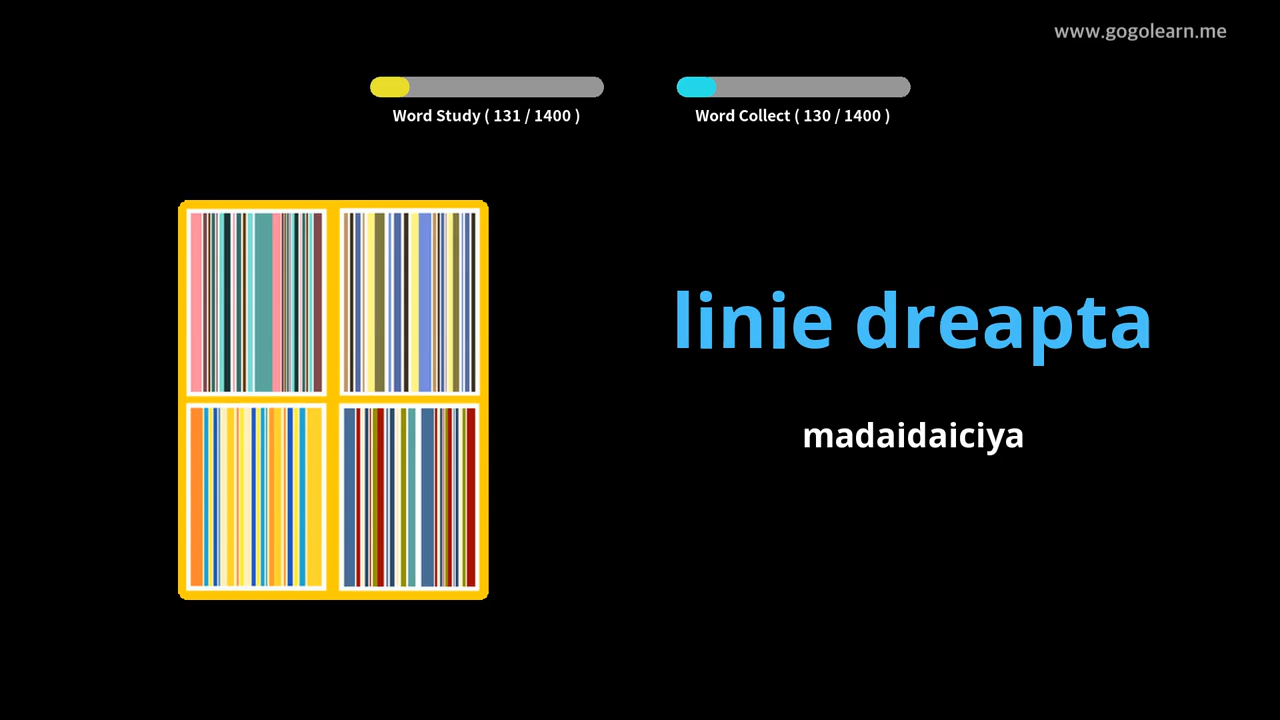 www.gogolearn.me
Word Study ( 131 / 1400 )
Word Collect ( 130 / 1400 )
linie dreapta
madaidaiciya